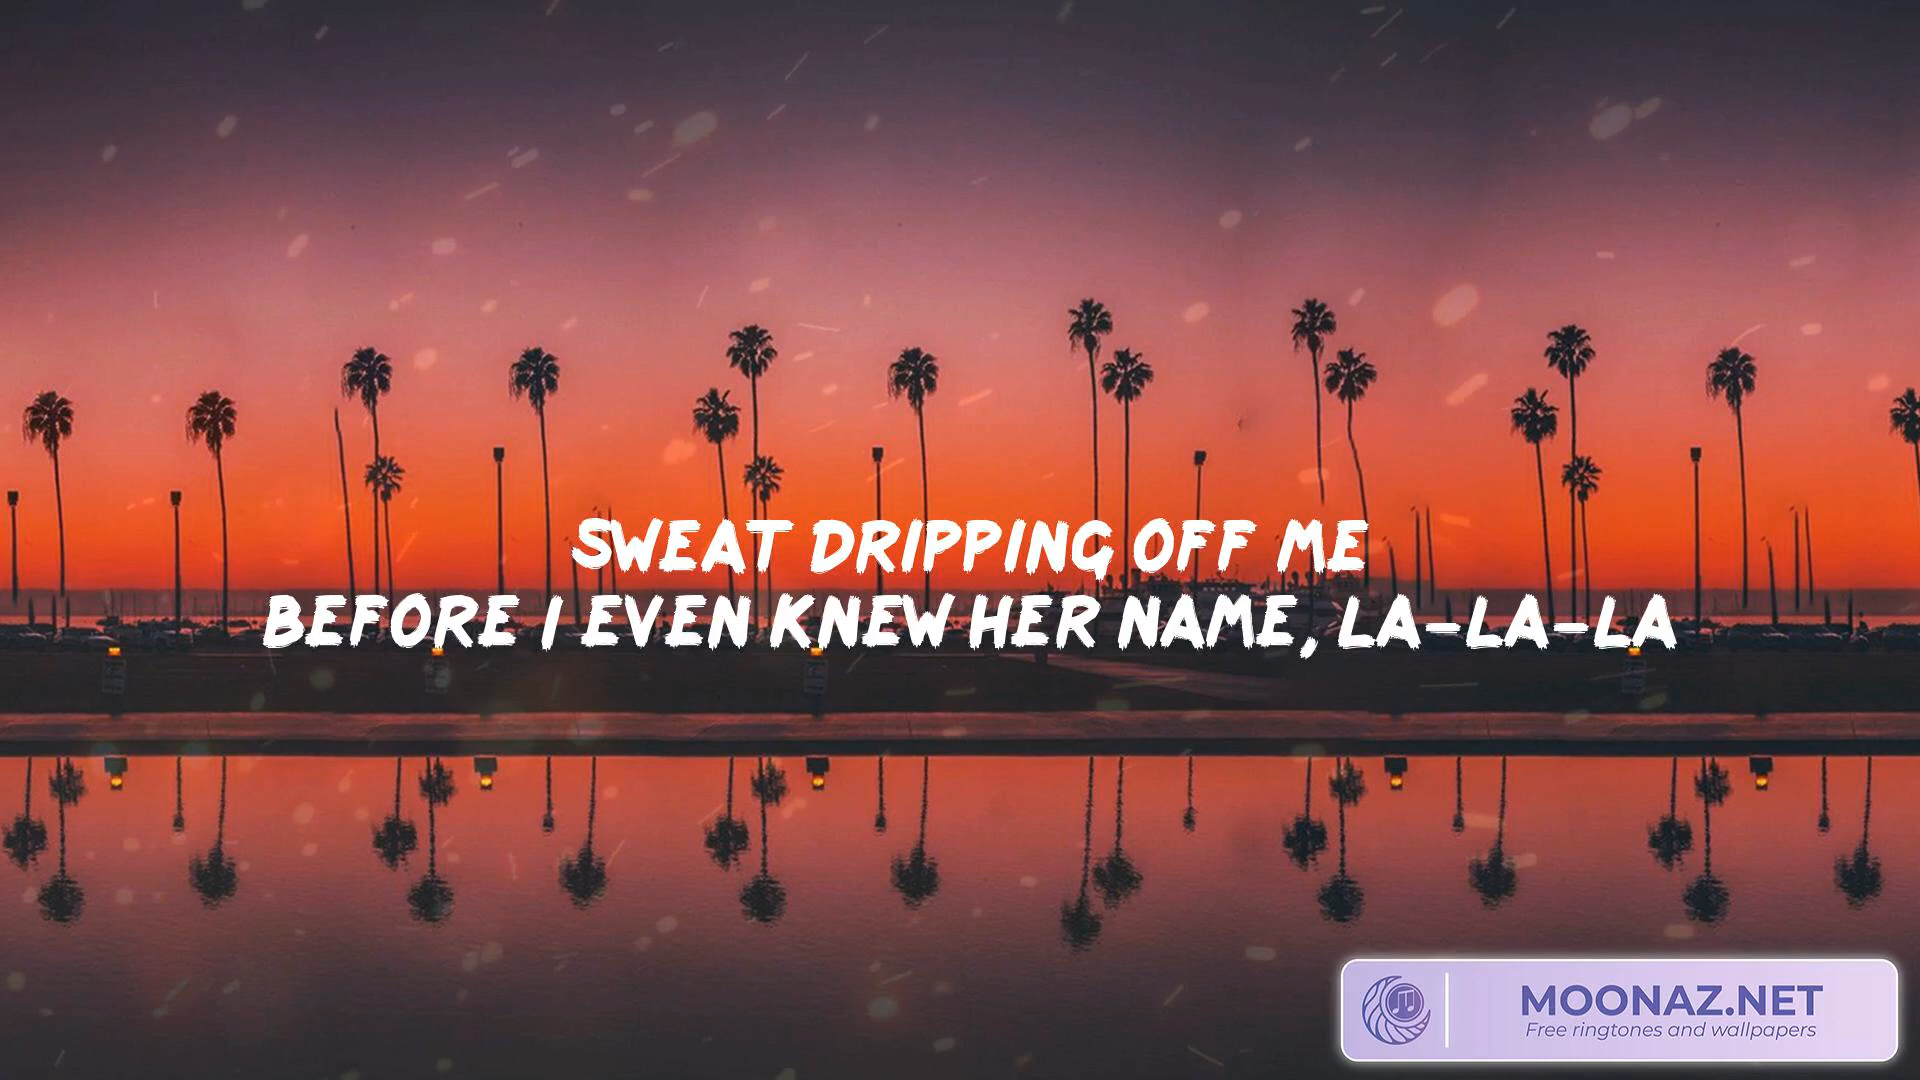 SWEAT DRIPPING OFF ME
BEFORE I EVEN KNEW HER NAME, LA-LA-LA
MOONAZ.NET
Free ringtones and wallpapers